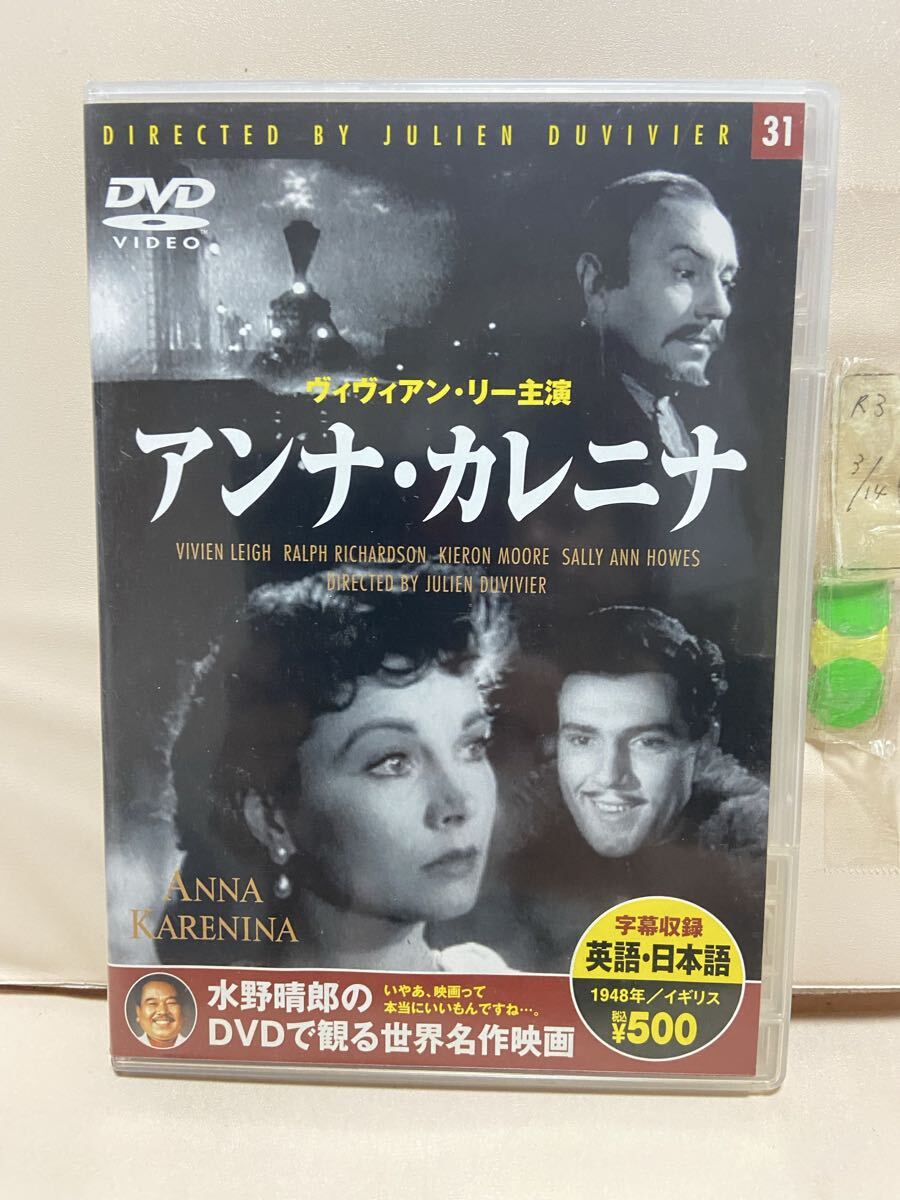 DIRECTED BY JULIEN DUVIVIER 31
DVD
VIDEO
TM
ヴィヴィアン・リー主演
アンナ・カレニナ
VIVIEN LEIGH RALPH RICHARDSON KIERON MOORE SALLY ANN HOWES
DIRECTED BY JULIEN DUVIVIER
ANNA
KARENINA
字幕収録
英語・日本語
1948年／イギリス
税込¥500
水野晴郎の
いやあ、映画って
本当にいいもんですね…。
DVDで観る世界名作映画
R3
3/14